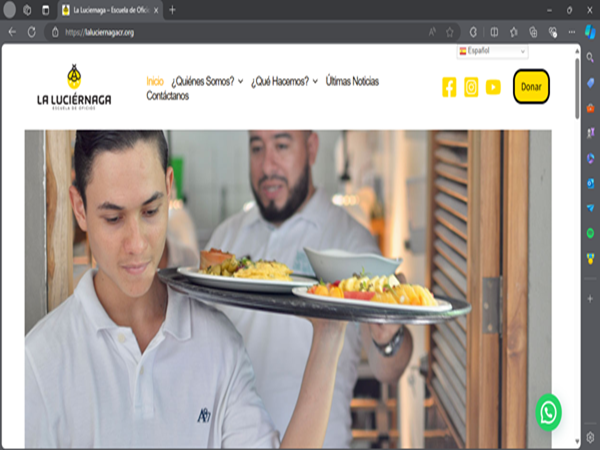 La Luciernaga – Escuela de Ofici
https://laluciernagacr.org
Español
LA LUCIÉRNAGA
ESCUELA DE OFICIOS
Inicio ¿Quiénes Somos? ¿Qué Hacemos? Últimas Noticias
Contáctanos
Donar